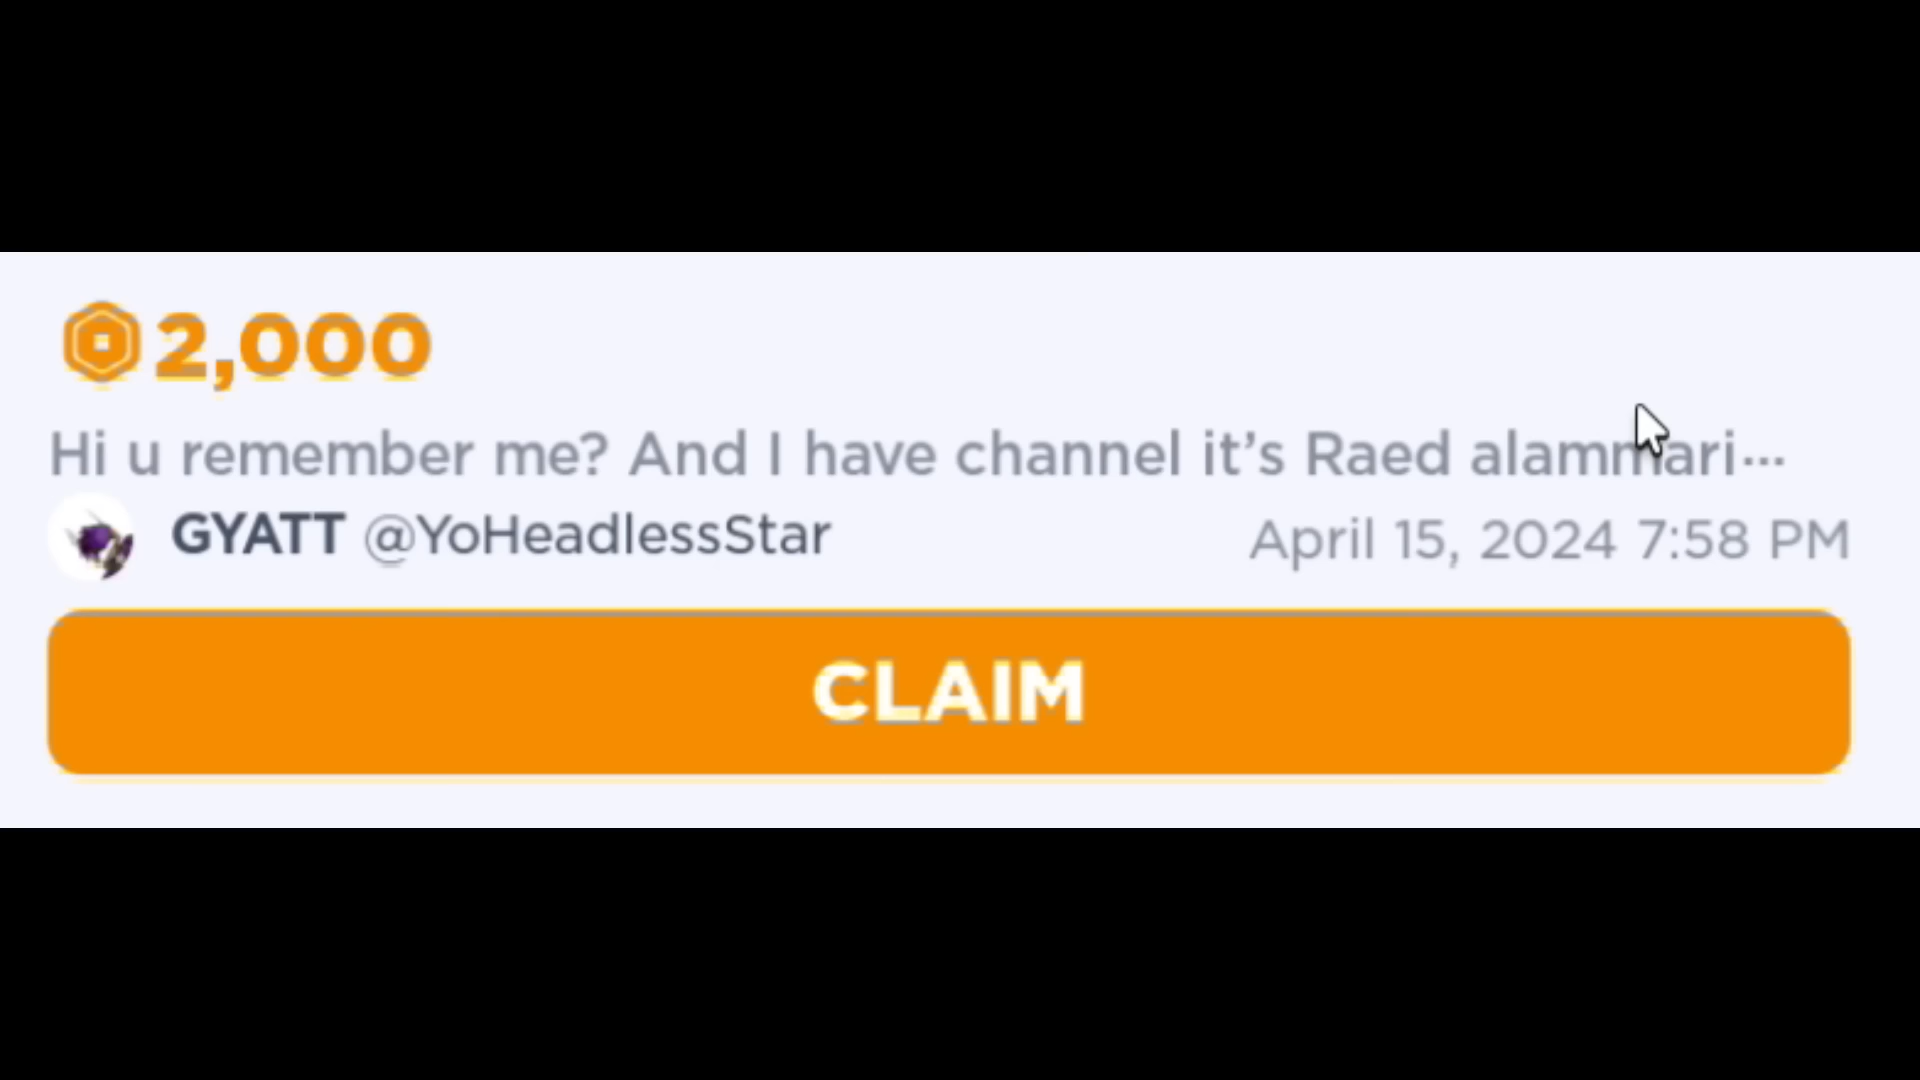 2,000
Hi u remember me? And I have channel it’s Raed alammari...
GYATT @YoHeadlessStar
April 15, 2024 7:58 PM
CLAIM